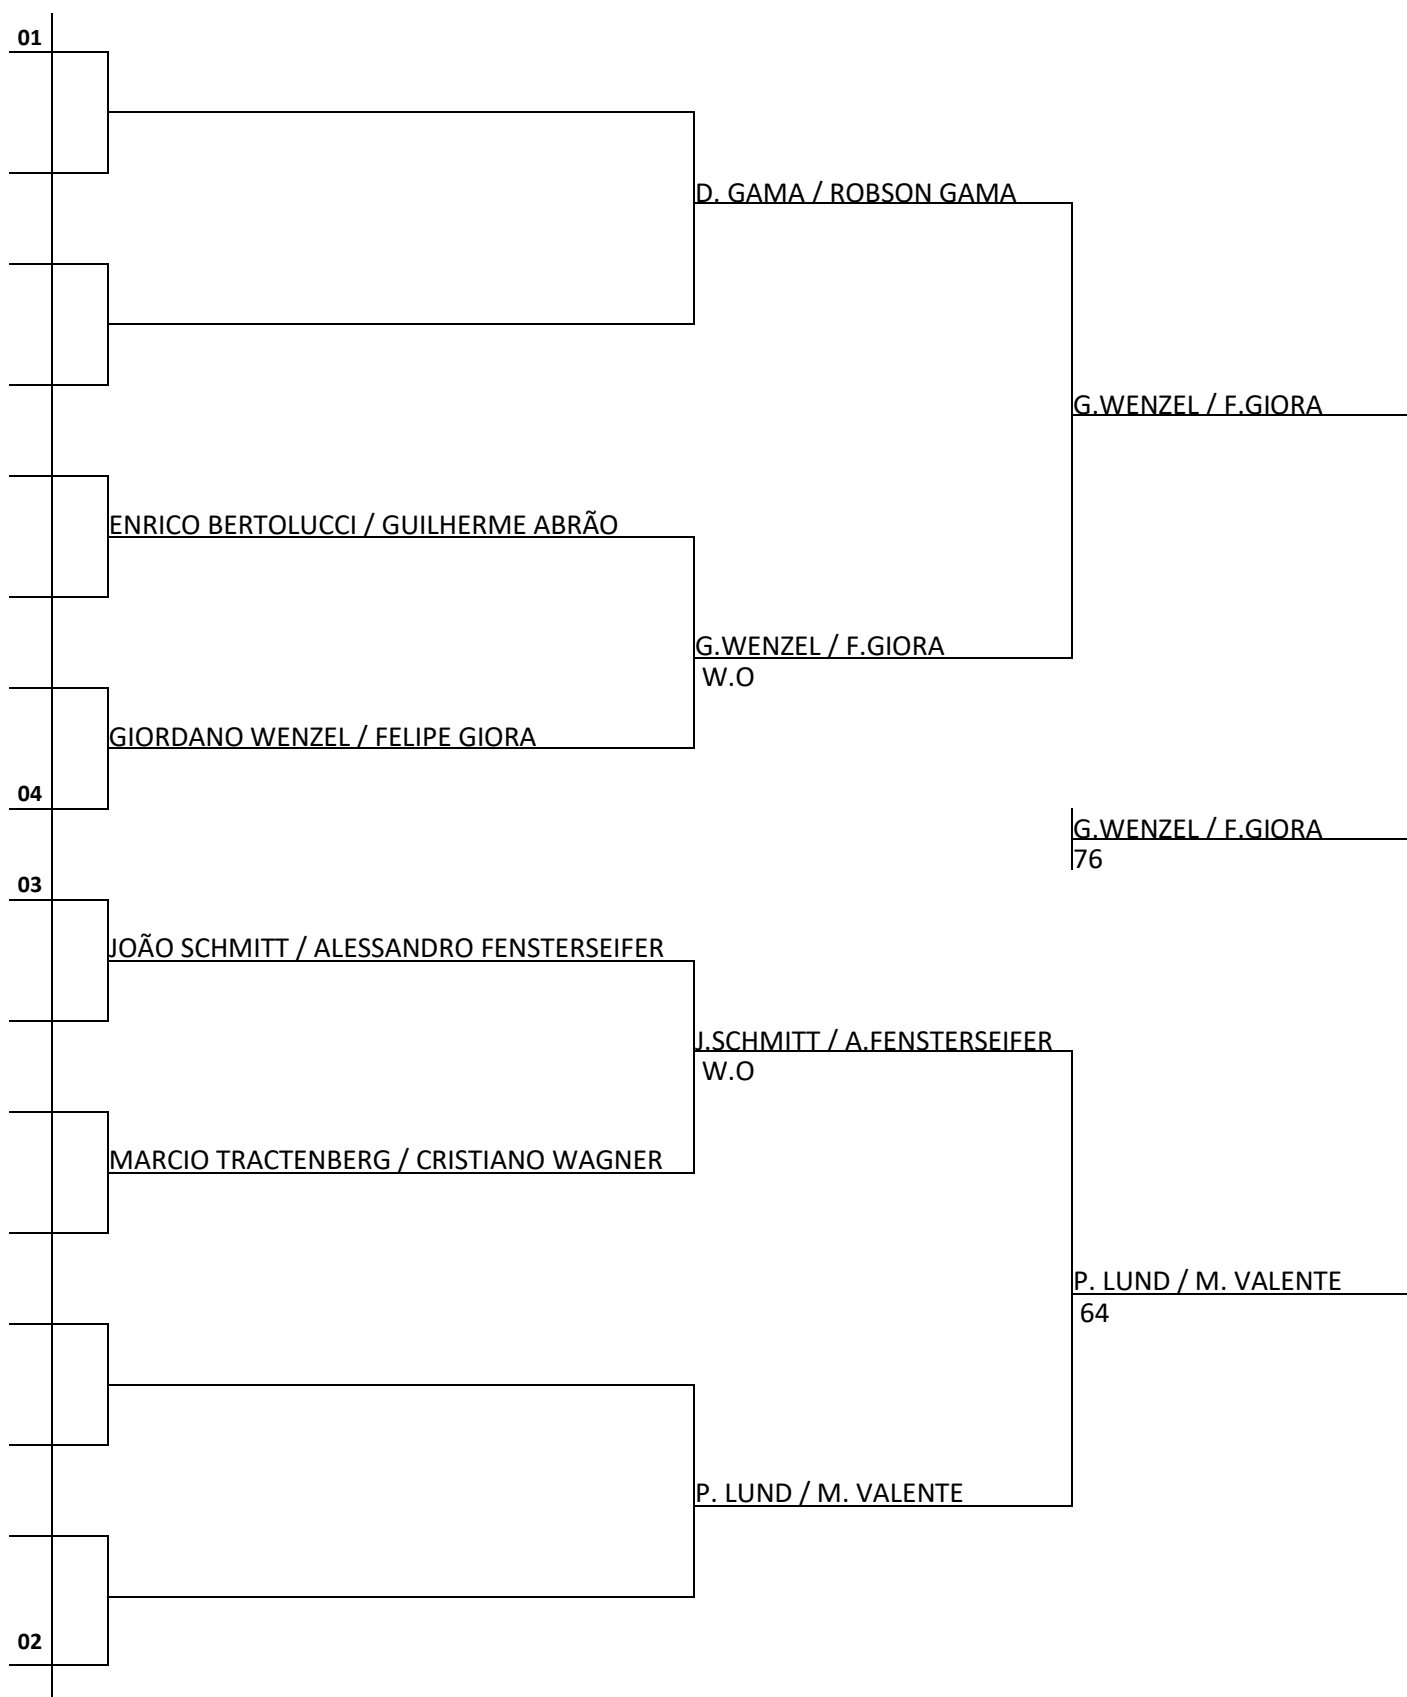 01
D. GAMA / ROBSON GAMA
G.WENZEL / F.GIORA
ENRICO BERTOLUCCI / GUILHERME ABRÃO
G.WENZEL / F.GIORA
W.O
GIORDANO WENZEL / FELIPE GIORA
04
G.WENZEL / F.GIORA
76
03
JOÃO SCHMITT / ALESSANDRO FENSTERSEIFER
J.SCHMITT / A.FENSTERSEIFER
W.O
MARCIO TRACTENBERG / CRISTIANO WAGNER
P. LUND / M. VALENTE
64
P. LUND / M. VALENTE
02